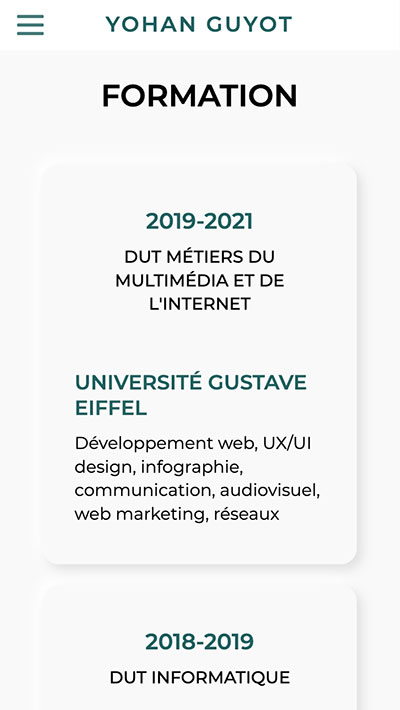 YOHAN GUYOT
FORMATION
2019-2021
DUT MÉTIERS DU
MULTIMÉDIA ET DE
L'INTERNET
UNIVERSITÉ GUSTAVE
EIFFEL
Développement web, UX/UI
design, infographie,
communication, audiovisuel,
web marketing, réseaux
2018-2019
DUT INFORMATIQUE